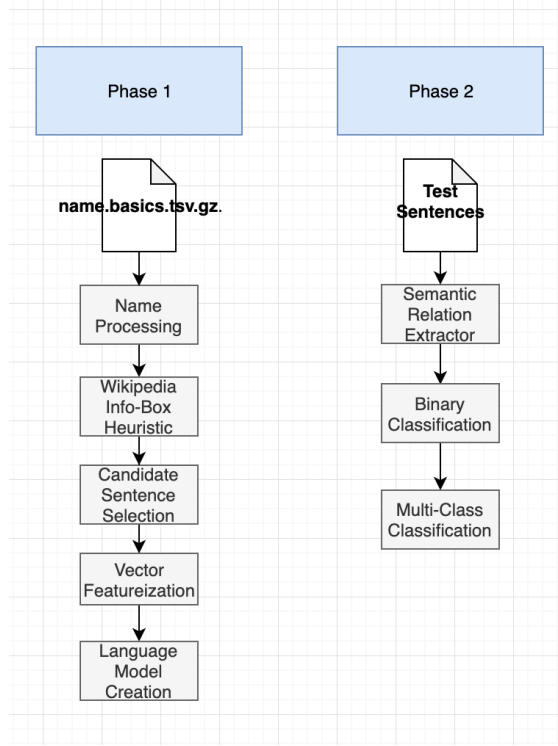 Phase 1
name.basics.tsv.gz.
Name
Processing
Wikipedia
Info-Box
Heuristic
Candidate
Sentence
Selection
Vector
Featureization
Language
Model
Creation
Phase 2
Test
Sentences
Semantic
Relation
Extractor
Binary
Classification
Multi-Class
Classification